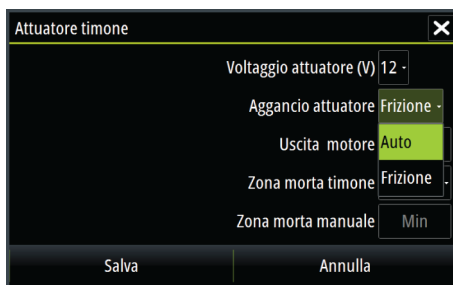 Attuatore timone
Voltaggio attuatore (V) 12
Aggancio attuatore Frizione
Uscita motore Auto
Zona morta timone Frizione
Zona morta manuale Min
Salva Annulla